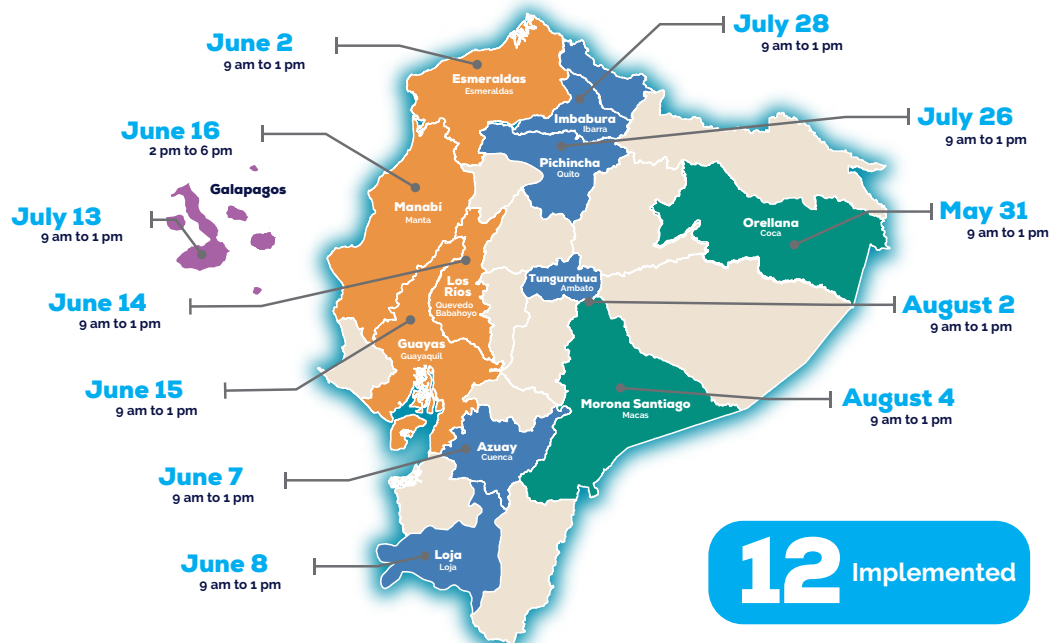 June 2
9 am to 1 pm
July 28
9 am to 1 pm
Esmeraldas
Esmeraldas
Imbabura
Ibarra
June 16
2 pm to 6 pm
July 26
9 am to 1 pm
Pichincha
Quito
Galapagos
Manabí
Manta
July 13
9 am to 1 pm
May 31
9 am to 1 pm
Orellana
Coca
June 14
9 am to 1 pm
Los
Ríos
Quevedo
Babahoyo
Tungurahua
Ambato
August 2
9 am to 1 pm
Guayas
Guayaquil
June 15
9 am to 1 pm
Morona Santiago
Macas
August 4
9 am to 1 pm
Azuay
Cuenca
June 7
9 am to 1 pm
June 8
9 am to 1 pm
Loja
Loja
12 Implemented